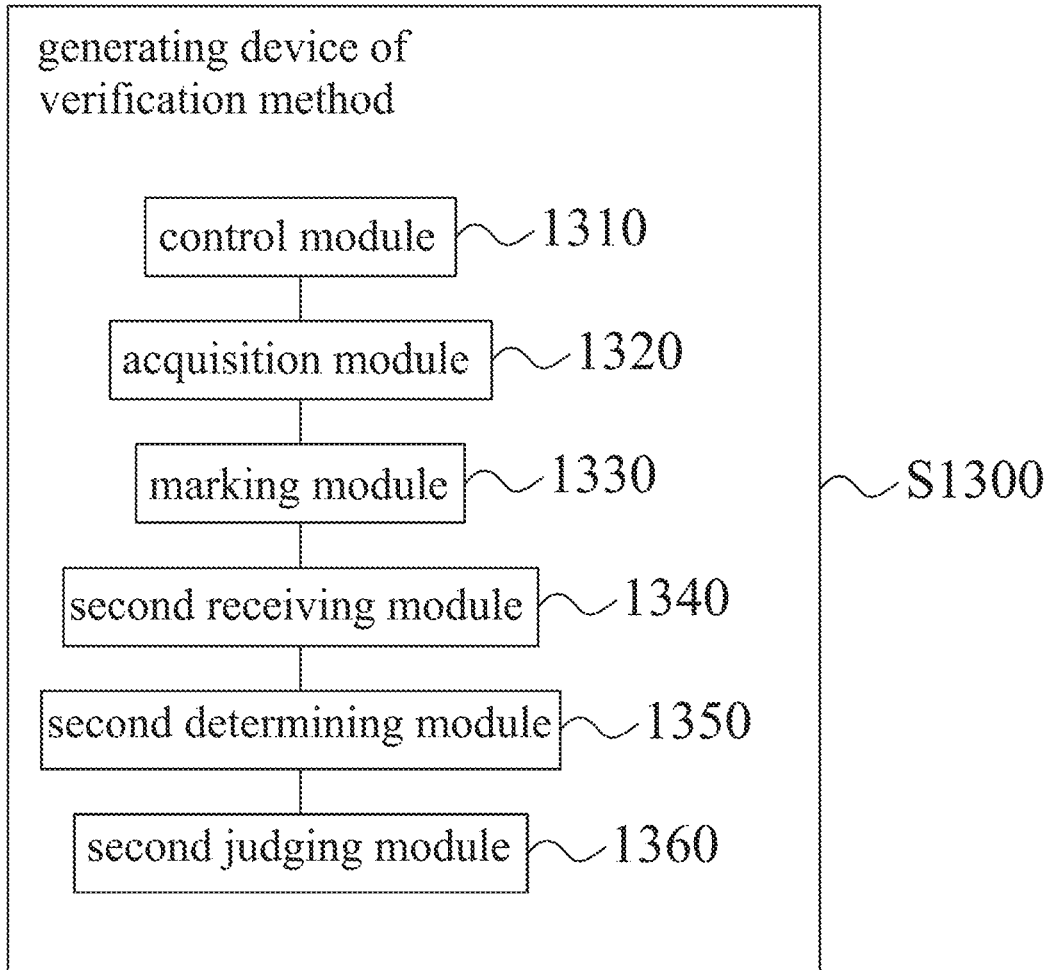 generating device of
verification method
control module 1310
acquisition module 1320
marking module 1330
S1300
second receiving module 1340
second determining module 1350
second judging module 1360